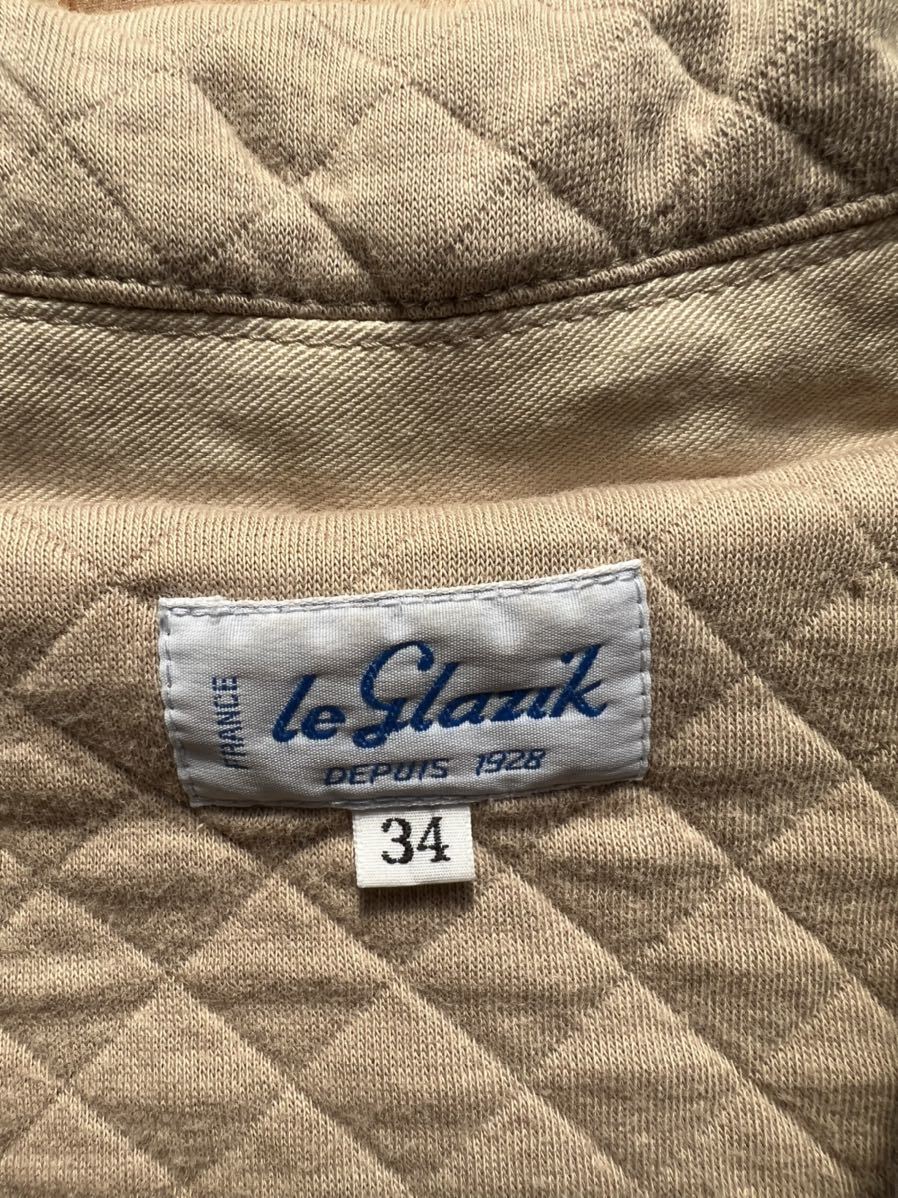 FRANCE
le Glazik
DEPUIS 1928
34